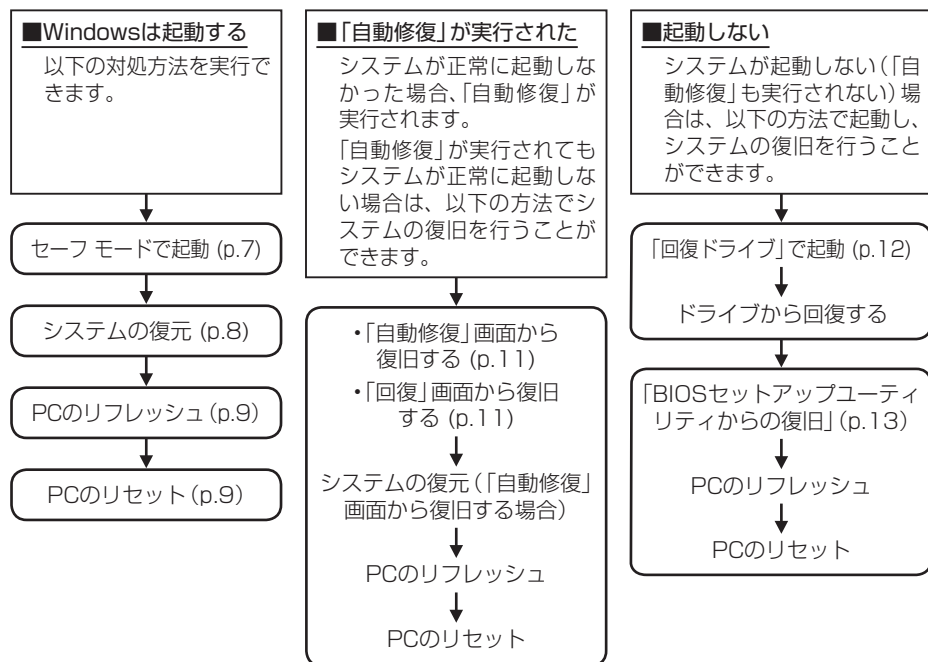 ■Windowsは起動する
以下の対処方法を実行で
きます。
セーフ モードで起動 (p.7)
システムの復元 (p.8)
PCのリフレッシュ (p.9)
PCのリセット (p.9)
■「自動修復」が実行された
システムが正常に起動しな
かった場合、「自動修復」が
実行されます。
「自動修復」が実行されても
システムが正常に起動しな
い場合は、以下の方法でシ
ステムの復旧を行うことが
できます。
・「自動修復」画面から
復旧する (p.11)
・「回復」画面から復旧
する (p.11)
システムの復元(「自動修復」
画面から復旧する場合)
PCのリフレッシュ
PCのリセット
■起動しない
システムが起動しない(「自
動修復」も実行されない)場
合は、以下の方法で起動し、
システムの復旧を行うこと
ができます。
「回復ドライブ」で起動 (p.12)
ドライブから回復する
「BIOSセットアップユーティ
リティからの復旧」(p.13)
PCのリフレッシュ
PCのリセット